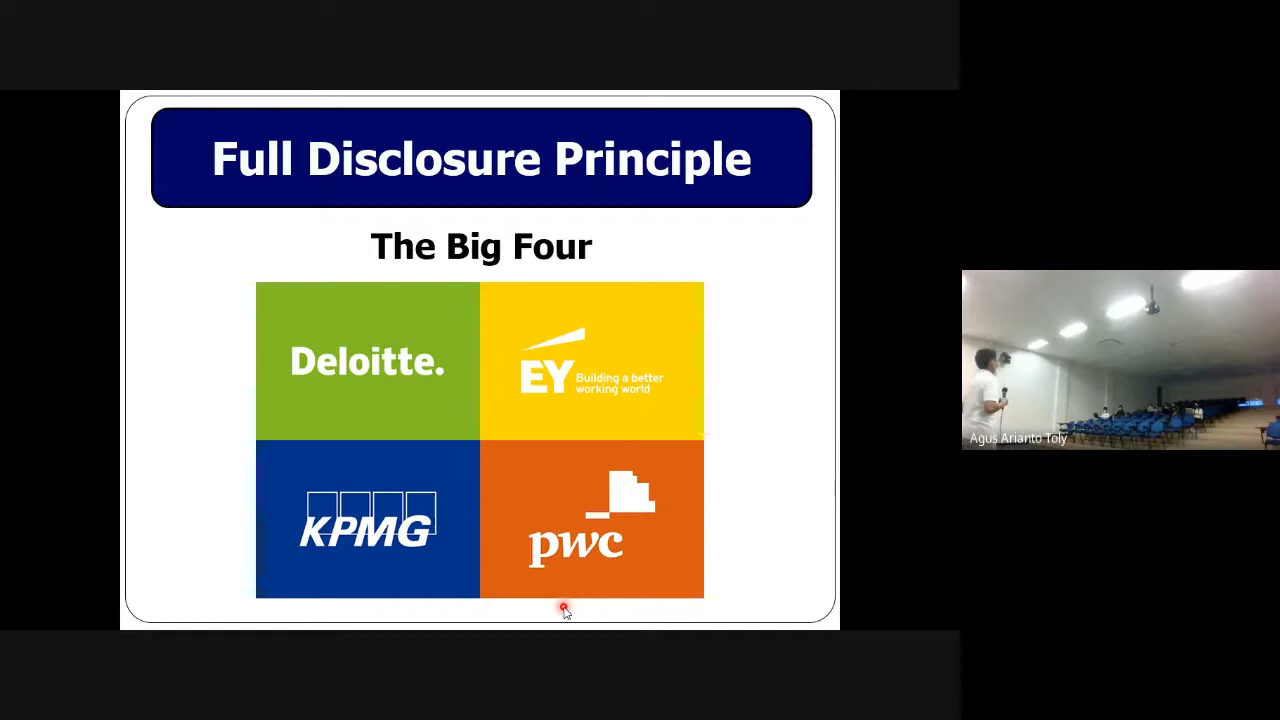 Full Disclosure Principle
The Big Four
Deloitte.
EY Building a better
working world
KPMG
pwc
Agus Arianto Toly